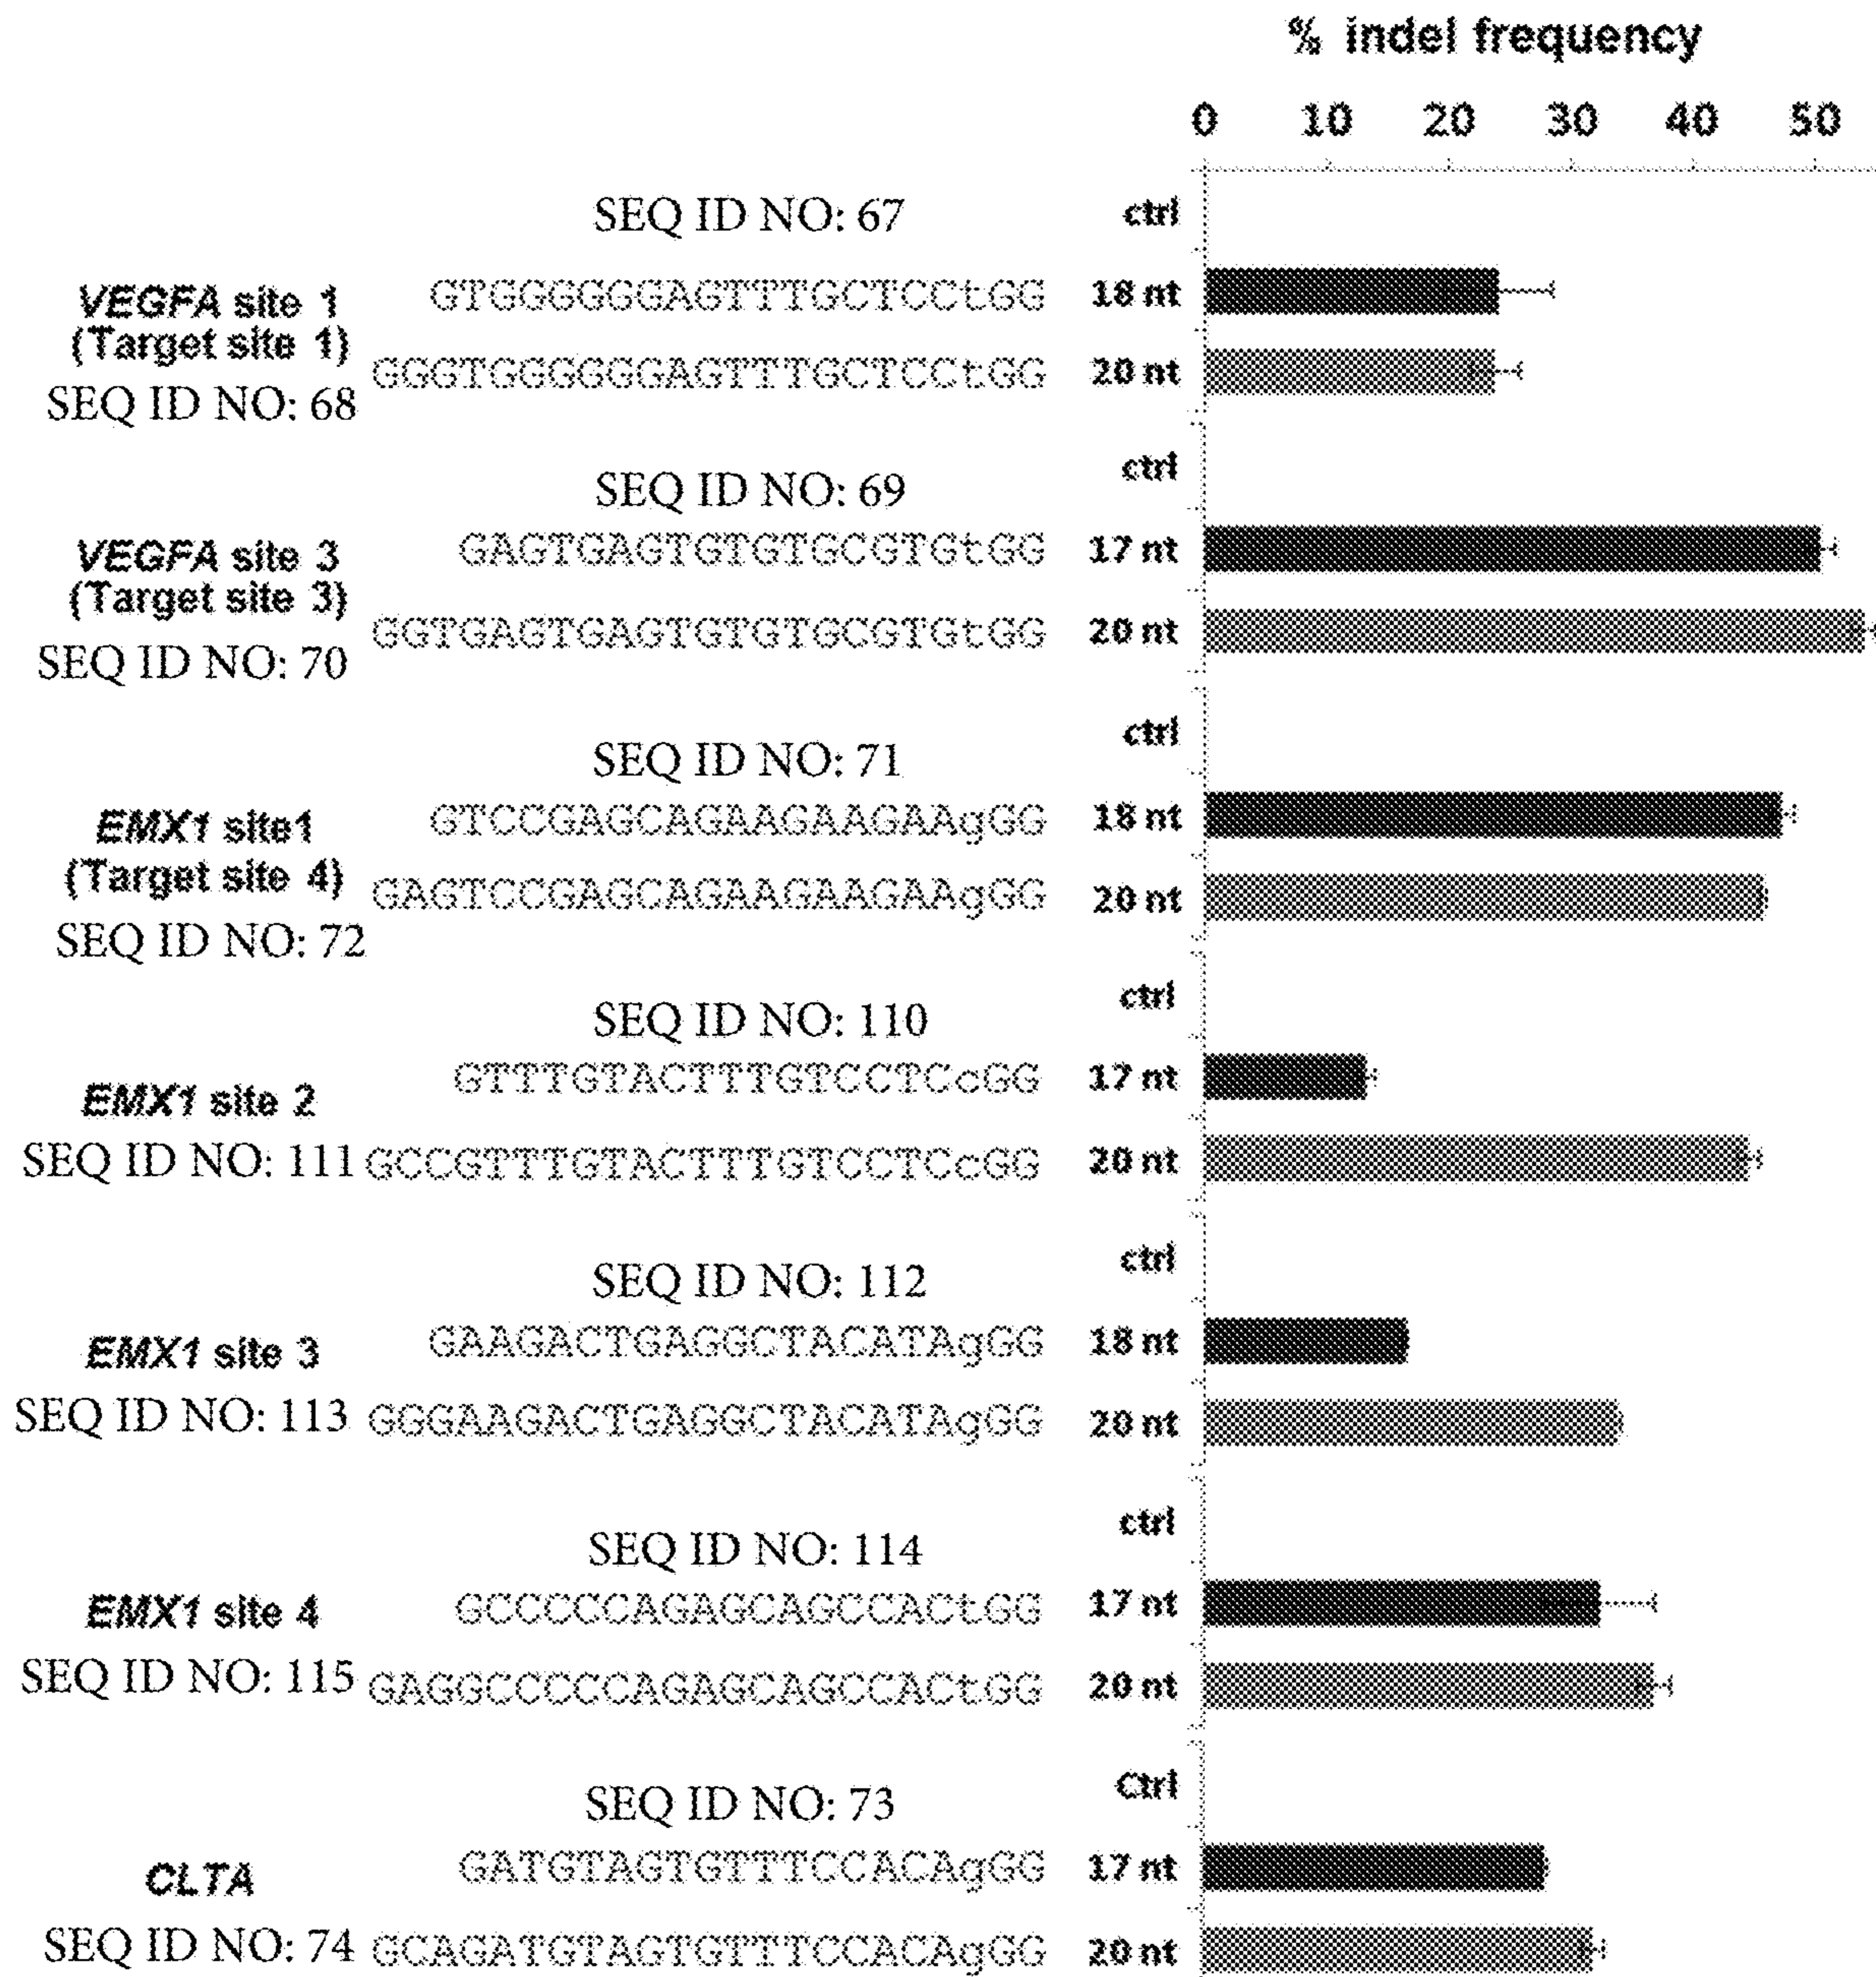 % indel frequency
0 10 20 30 40 50
SEQ ID NO: 67 ctrl
VEGFA site 1 GTGGGGGGAGTTTGCTCCtGG 18 nt
(Target site 1) GGGTGGGGGGAGTTTGCTCCtGG 20 nt
SEQ ID NO: 68
SEQ ID NO: 69 ctrl
VEGFA site 3 GAGTGAGTGTGTGCGTGtGG 17 nt
(Target site 3) GGTGAGTGAGTGTGTGCGTGtGG 20 nt
SEQ ID NO: 70
SEQ ID NO: 71 ctrl
EMX1 site1 GTCCGAGCAGAAGAAGAAgGG 18 nt
(Target site 4) GAGTCCGAGCAGAAGAAGAAgGG 20 nt
SEQ ID NO: 72
SEQ ID NO: 110 ctrl
EMX1 site 2 GTTTGTACTTTGTCCTCcGG 17 nt
SEQ ID NO: 111 GCCGTTTGTACTTTGTCCTCcGG 20 nt
SEQ ID NO: 112 ctrl
EMX1 site 3 GAAGACTGAGGCTACATAgGG 18 nt
SEQ ID NO: 113 GGGAAGACTGAGGCTACATAgGG 20 nt
SEQ ID NO: 114 ctrl
EMX1 site 4 GCCCCCAGAGCAGCCACtGG 17 nt
SEQ ID NO: 115 GAGGCCCCCAGAGCAGCCACtGG 20 nt
SEQ ID NO: 73 Ctrl
CLTA GATGTAGTGTTTCCACAgGG 17 nt
SEQ ID NO: 74 GCAGATGTAGTGTTTCCACAgGG 20 nt